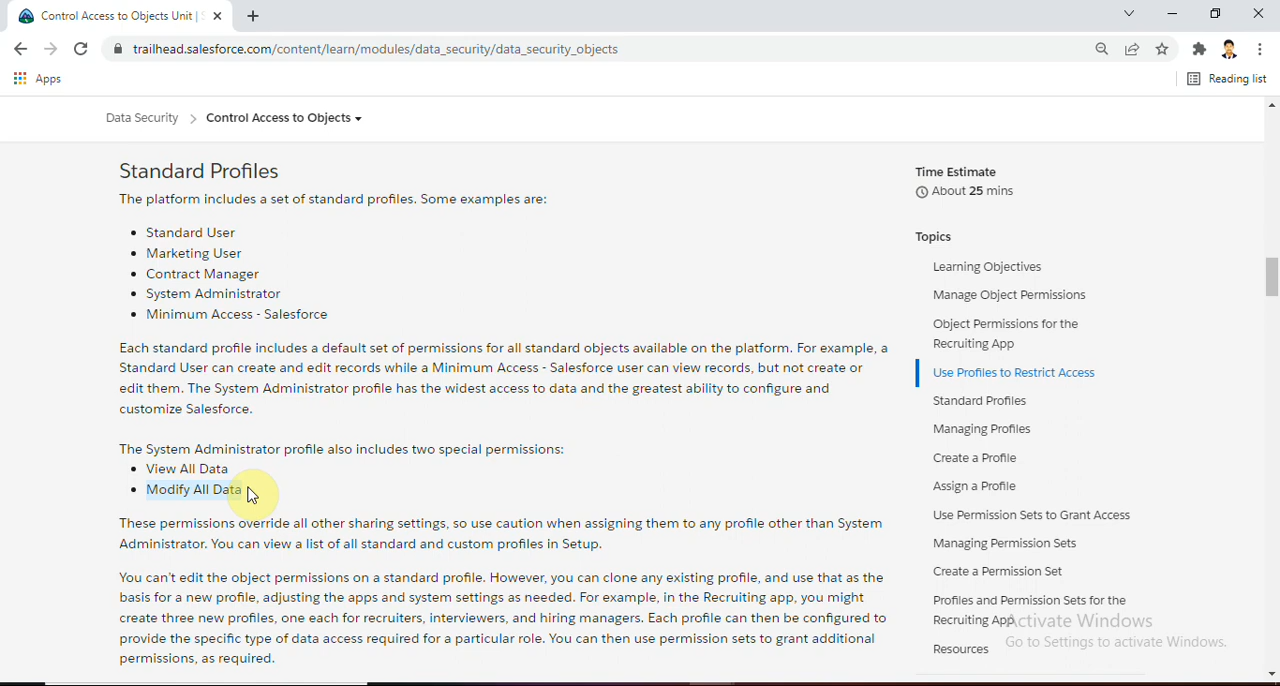 Control Access to Objects Unit | S
trailhead.salesforce.com/content/learn/modules/data_security/data_security_objects
Apps
Reading list
Data Security > Control Access to Objects
Standard Profiles
The platform includes a set of standard profiles. Some examples are:
• Standard User
• Marketing User
• Contract Manager
• System Administrator
• Minimum Access - Salesforce
Each standard profile includes a default set of permissions for all standard objects available on the platform. For example, a
Standard User can create and edit records while a Minimum Access - Salesforce user can view records, but not create or
edit them. The System Administrator profile has the widest access to data and the greatest ability to configure and
customize Salesforce.
The System Administrator profile also includes two special permissions:
• View All Data
• Modify All Data
These permissions override all other sharing settings, so use caution when assigning them to any profile other than System
Administrator. You can view a list of all standard and custom profiles in Setup.
You can't edit the object permissions on a standard profile. However, you can clone any existing profile, and use that as the
basis for a new profile, adjusting the apps and system settings as needed. For example, in the Recruiting app, you might
create three new profiles, one each for recruiters, interviewers, and hiring managers. Each profile can then be configured to
provide the specific type of data access required for a particular role. You can then use permission sets to grant additional
permissions, as required.
Time Estimate
About 25 mins
Topics
Learning Objectives
Manage Object Permissions
Object Permissions for the
Recruiting App
Use Profiles to Restrict Access
Standard Profiles
Managing Profiles
Create a Profile
Assign a Profile
Use Permission Sets to Grant Access
Managing Permission Sets
Create a Permission Set
Profiles and Permission Sets for the
Recruiting App
Resources
Activate Windows
Go to Settings to activate Windows.